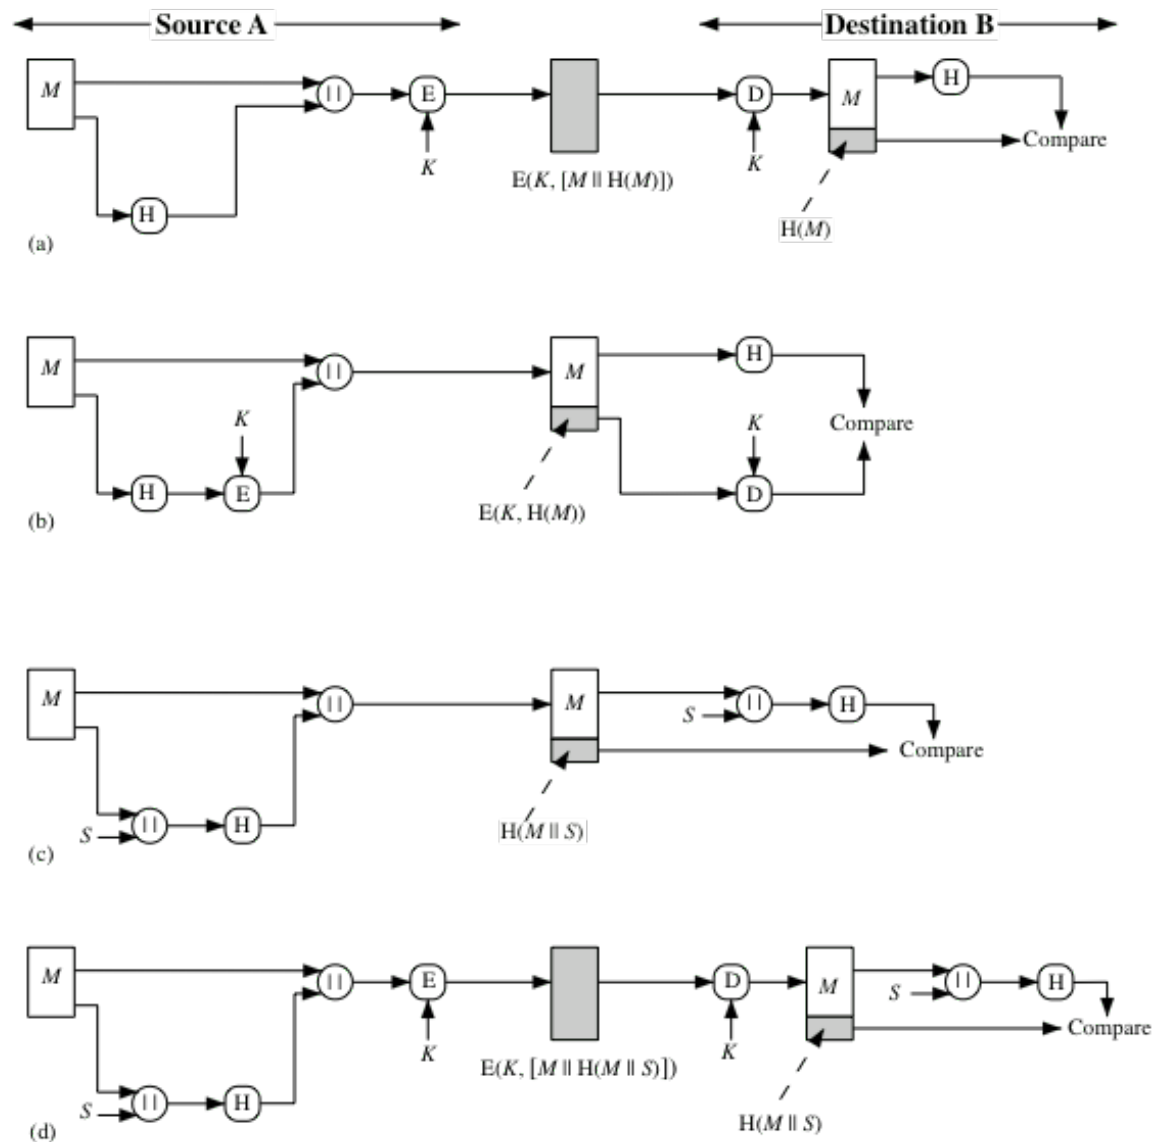 Source A Destination B
M || E D M H
K K Compare
E(K, [M || H(M)])
H H(M)
(a)
M || M H
K K Compare
H E D
E(K, H(M))
(b)
M || M S || H
Compare
S || H H(M || S)
(c)
M || E D M S || H
K K Compare
E(K, [M || H(M || S)])
S || H H(M || S)
(d)